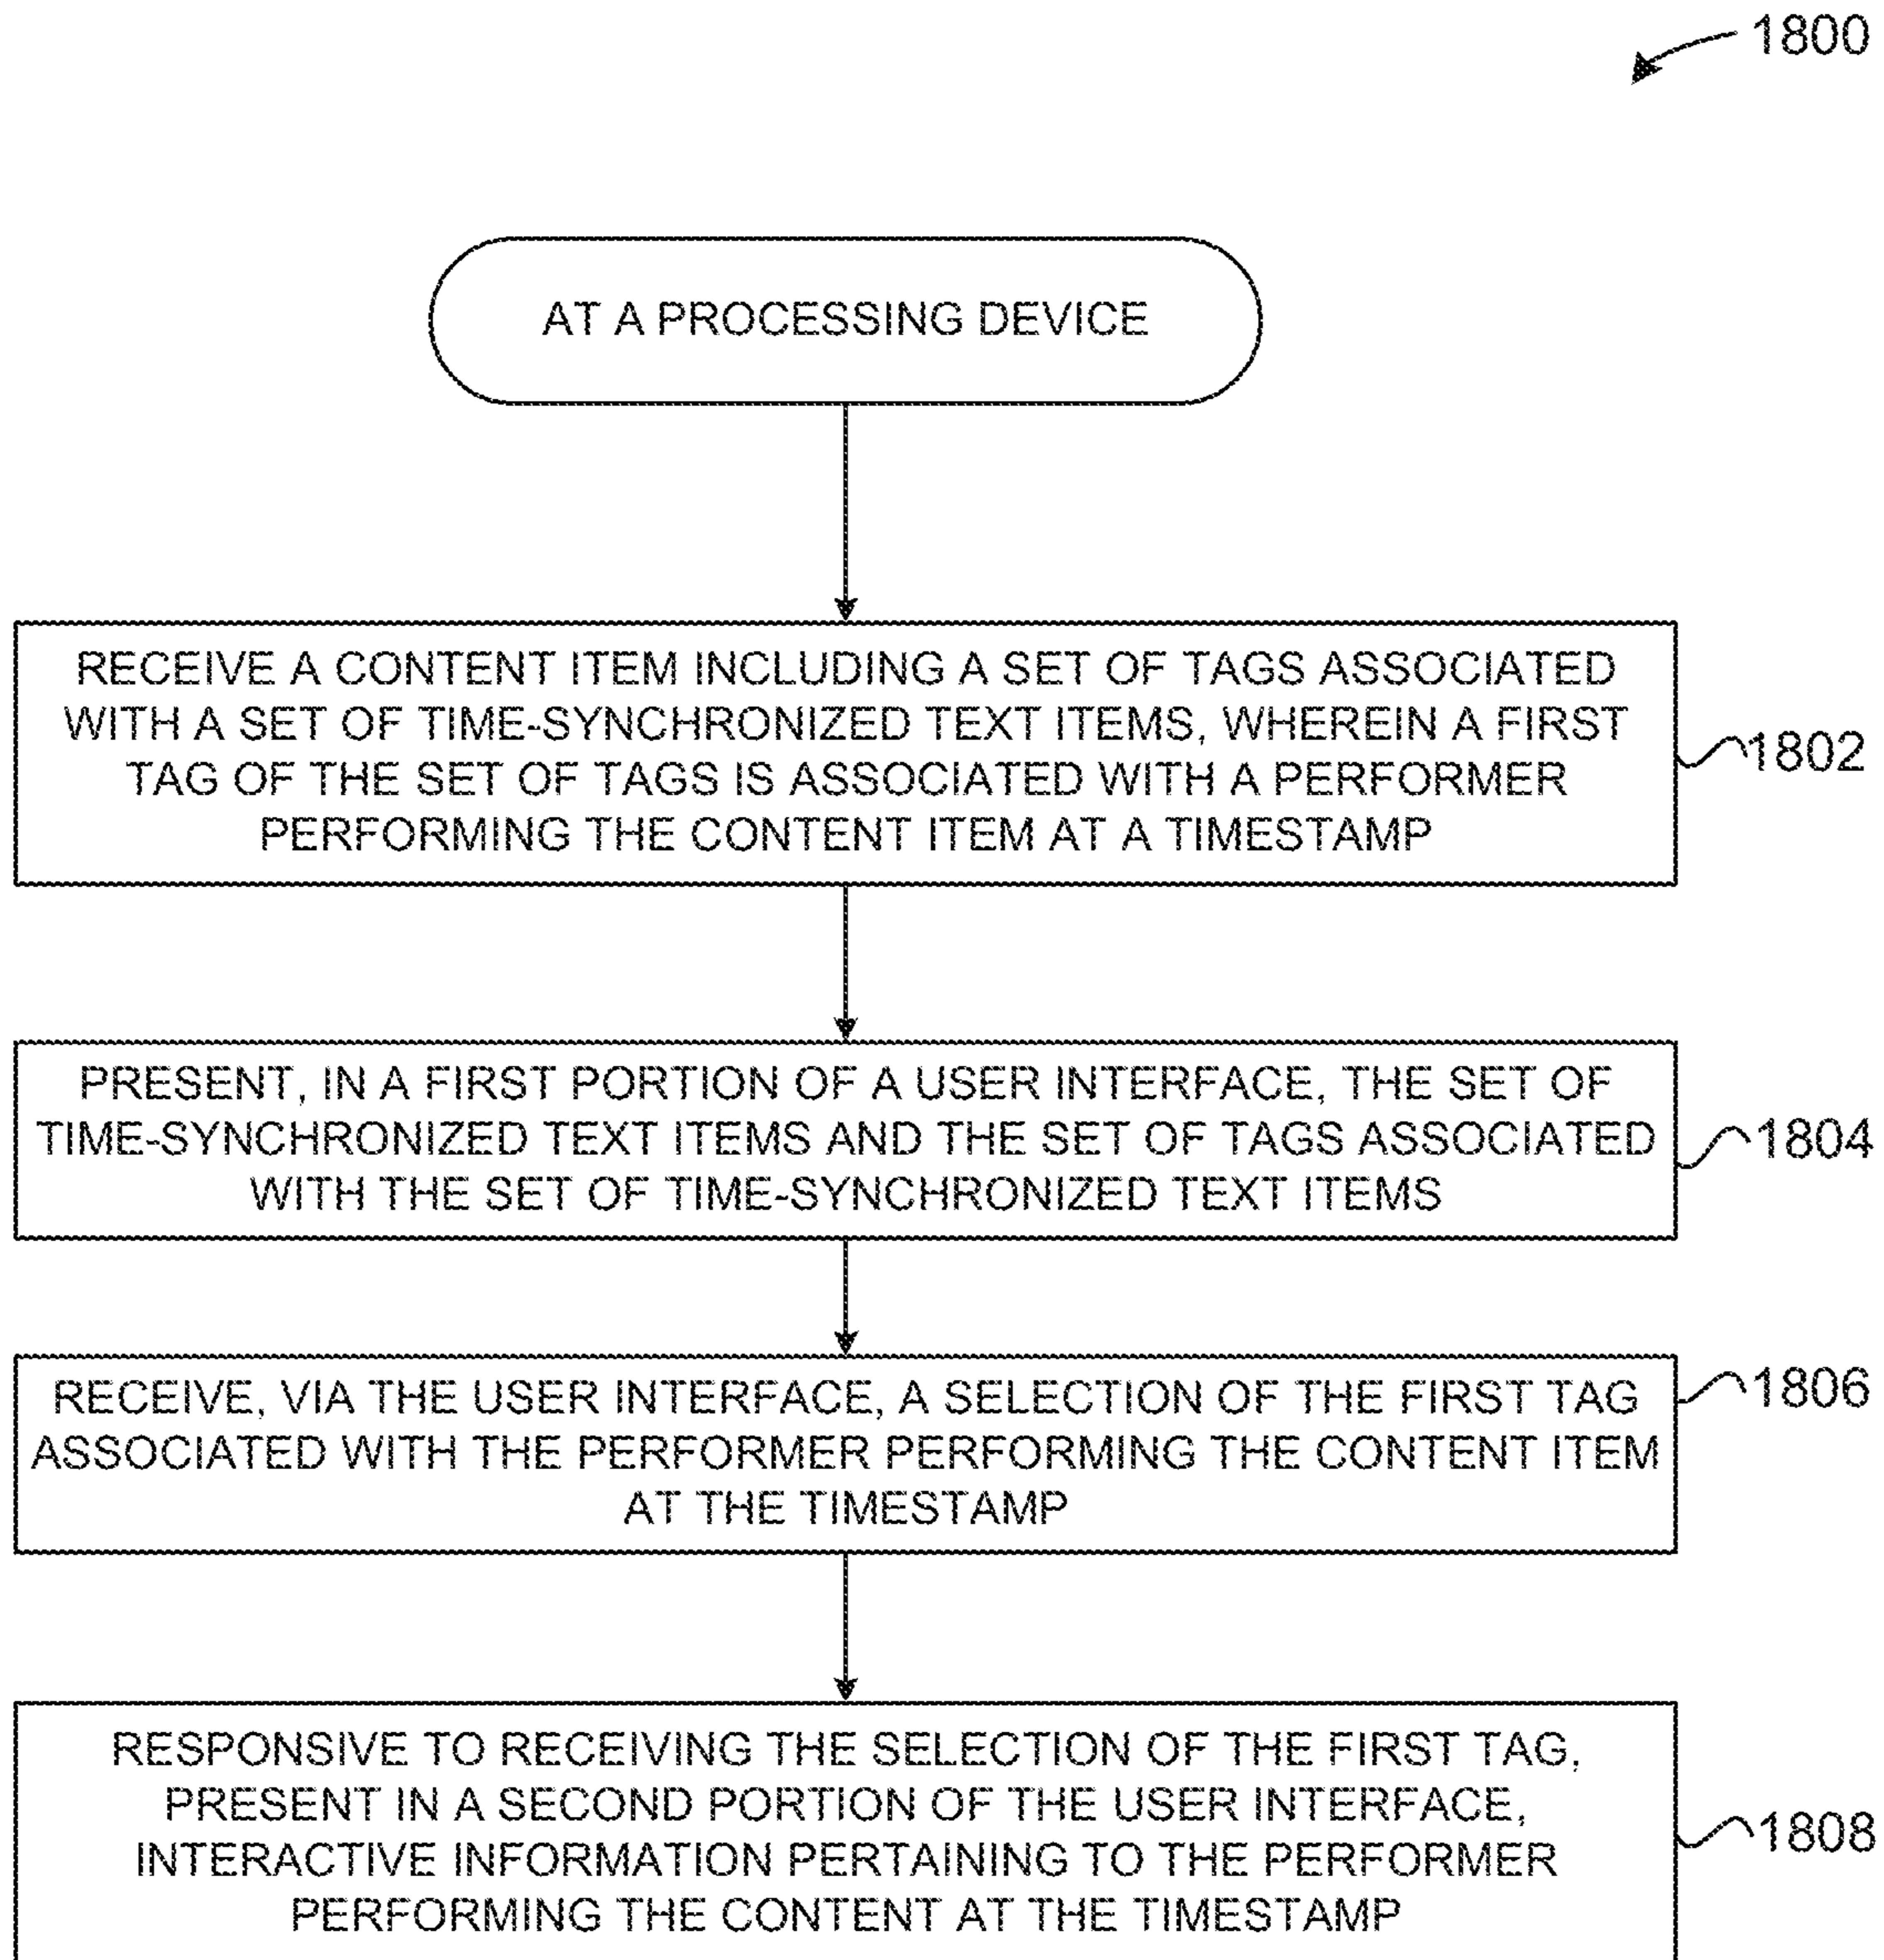 1800
AT A PROCESSING DEVICE
RECEIVE A CONTENT ITEM INCLUDING A SET OF TAGS ASSOCIATED
WITH A SET OF TIME-SYNCHRONIZED TEXT ITEMS, WHEREIN A FIRST
TAG OF THE SET OF TAGS IS ASSOCIATED WITH A PERFORMER
PERFORMING THE CONTENT ITEM AT A TIMESTAMP
1802
PRESENT, IN A FIRST PORTION OF A USER INTERFACE, THE SET OF
TIME-SYNCHRONIZED TEXT ITEMS AND THE SET OF TAGS ASSOCIATED
WITH THE SET OF TIME-SYNCHRONIZED TEXT ITEMS
1804
RECEIVE, VIA THE USER INTERFACE, A SELECTION OF THE FIRST TAG
ASSOCIATED WITH THE PERFORMER PERFORMING THE CONTENT ITEM
AT THE TIMESTAMP
1806
RESPONSIVE TO RECEIVING THE SELECTION OF THE FIRST TAG,
PRESENT IN A SECOND PORTION OF THE USER INTERFACE,
INTERACTIVE INFORMATION PERTAINING TO THE PERFORMER
PERFORMING THE CONTENT AT THE TIMESTAMP
1808